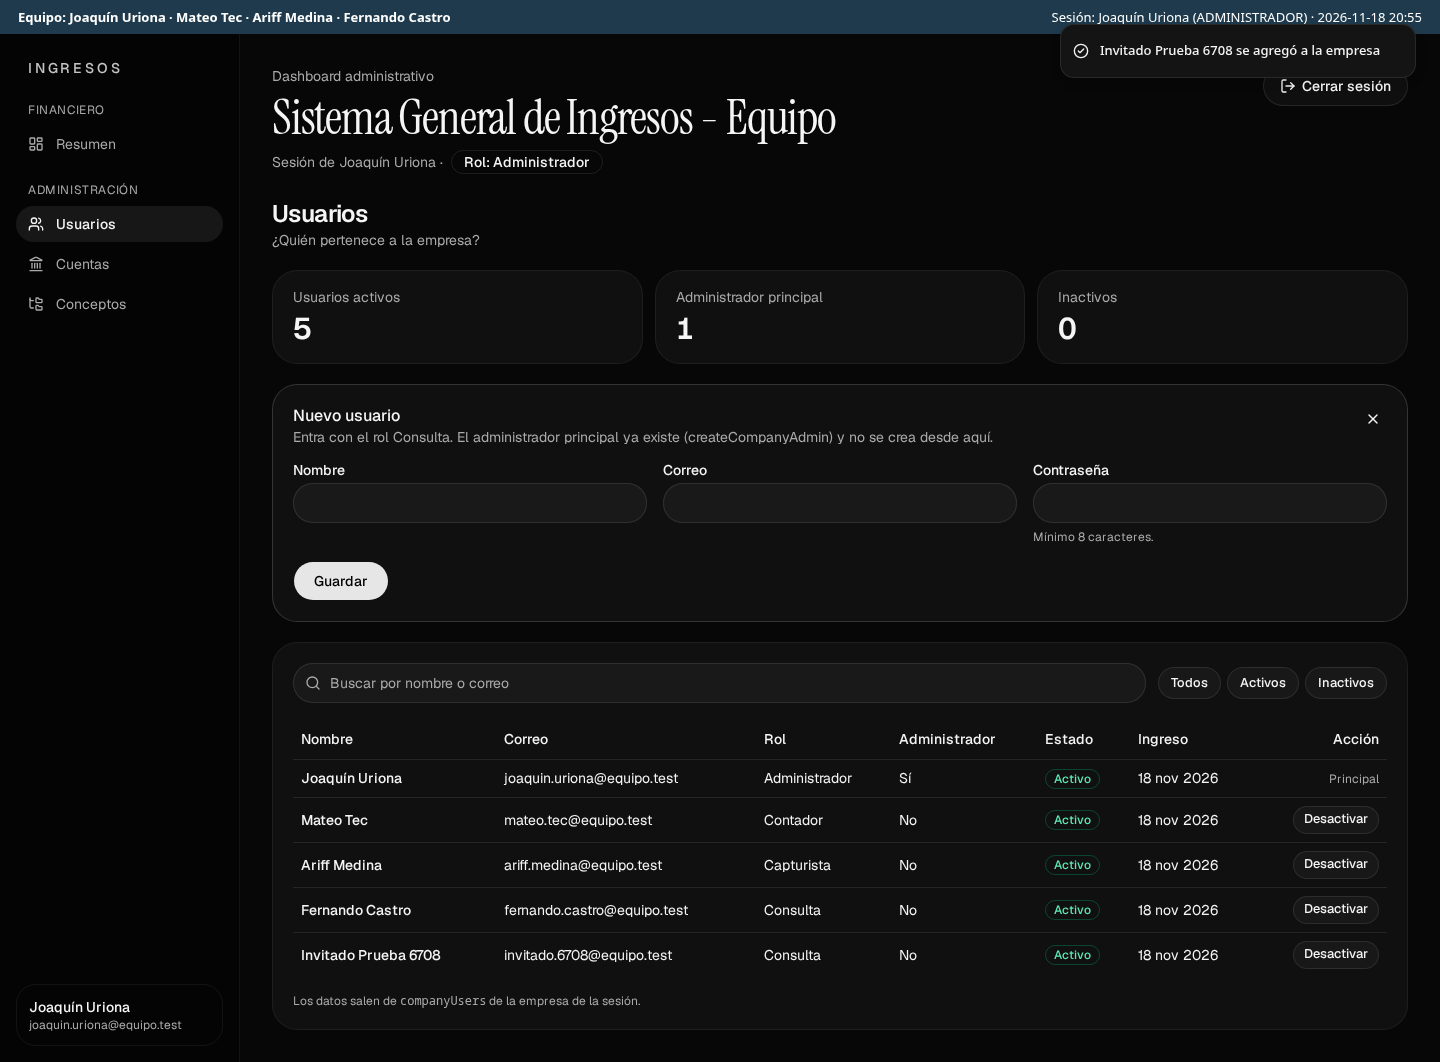 Equipo: Joaquín Uriona · Mateo Tec · Ariff Medina · Fernando Castro
Sesión: Joaquín Uriona (ADMINISTRADOR) · 2026-11-18 20:55
Invitado Prueba 6708 se agregó a la empresa
INGRESOS
FINANCIERO
Resumen
ADMINISTRACIÓN
Usuarios
Cuentas
Conceptos
Joaquín Uriona
joaquin.uriona@equipo.test
Dashboard administrativo
Cerrar sesión
Sistema General de Ingresos - Equipo
Sesión de Joaquín Uriona · Rol: Administrador
Usuarios
¿Quién pertenece a la empresa?
Usuarios activos
5
Administrador principal
1
Inactivos
0
Nuevo usuario
Entra con el rol Consulta. El administrador principal ya existe (createCompanyAdmin) y no se crea desde aquí.
Nombre Correo Contraseña
Mínimo 8 caracteres.
Guardar
Buscar por nombre o correo Todos Activos Inactivos
Nombre Correo Rol Administrador Estado Ingreso Acción
Joaquín Uriona joaquin.uriona@equipo.test Administrador Sí Activo 18 nov 2026 Principal
Mateo Tec mateo.tec@equipo.test Contador No Activo 18 nov 2026 Desactivar
Ariff Medina ariff.medina@equipo.test Capturista No Activo 18 nov 2026 Desactivar
Fernando Castro fernando.castro@equipo.test Consulta No Activo 18 nov 2026 Desactivar
Invitado Prueba 6708 invitado.6708@equipo.test Consulta No Activo 18 nov 2026 Desactivar
Los datos salen de companyUsers de la empresa de la sesión.